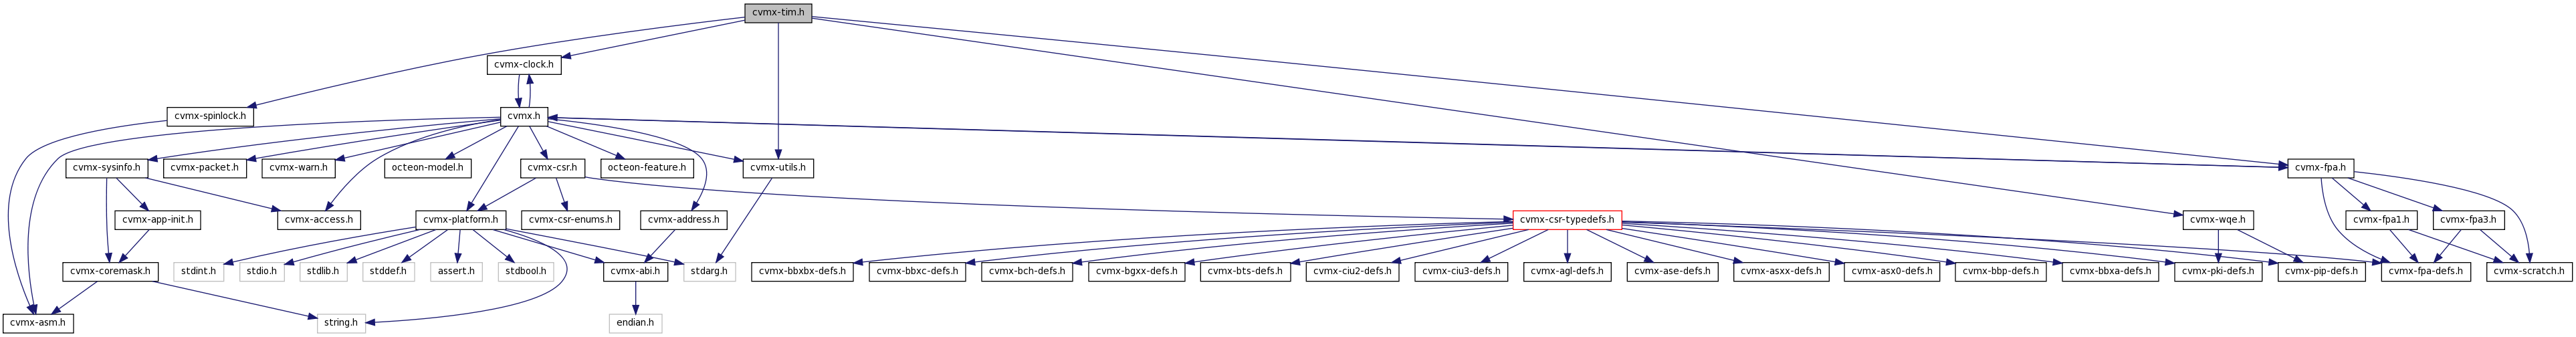 cvmx-tim.h
cvmx-clock.h
cvmx-spinlock.h
cvmx.h
cvmx-sysinfo.h
cvmx-packet.h
cvmx-warn.h
octeon-model.h
cvmx-csr.h
octeon-feature.h
cvmx-utils.h
cvmx-fpa.h
cvmx-app-init.h
cvmx-access.h
cvmx-platform.h
cvmx-csr-enums.h
cvmx-address.h
cvmx-csr-typedefs.h
cvmx-wqe.h
cvmx-fpa1.h
cvmx-fpa3.h
cvmx-coremask.h
stdint.h
stdio.h
stdlib.h
stddef.h
assert.h
stdbool.h
cvmx-abi.h
stdarg.h
cvmx-bbxbx-defs.h
cvmx-bbxc-defs.h
cvmx-bch-defs.h
cvmx-bgxx-defs.h
cvmx-bts-defs.h
cvmx-ciu2-defs.h
cvmx-ciu3-defs.h
cvmx-agl-defs.h
cvmx-ase-defs.h
cvmx-asxx-defs.h
cvmx-asx0-defs.h
cvmx-bbp-defs.h
cvmx-bbxa-defs.h
cvmx-pki-defs.h
cvmx-pip-defs.h
cvmx-fpa-defs.h
cvmx-scratch.h
cvmx-asm.h
string.h
endian.h